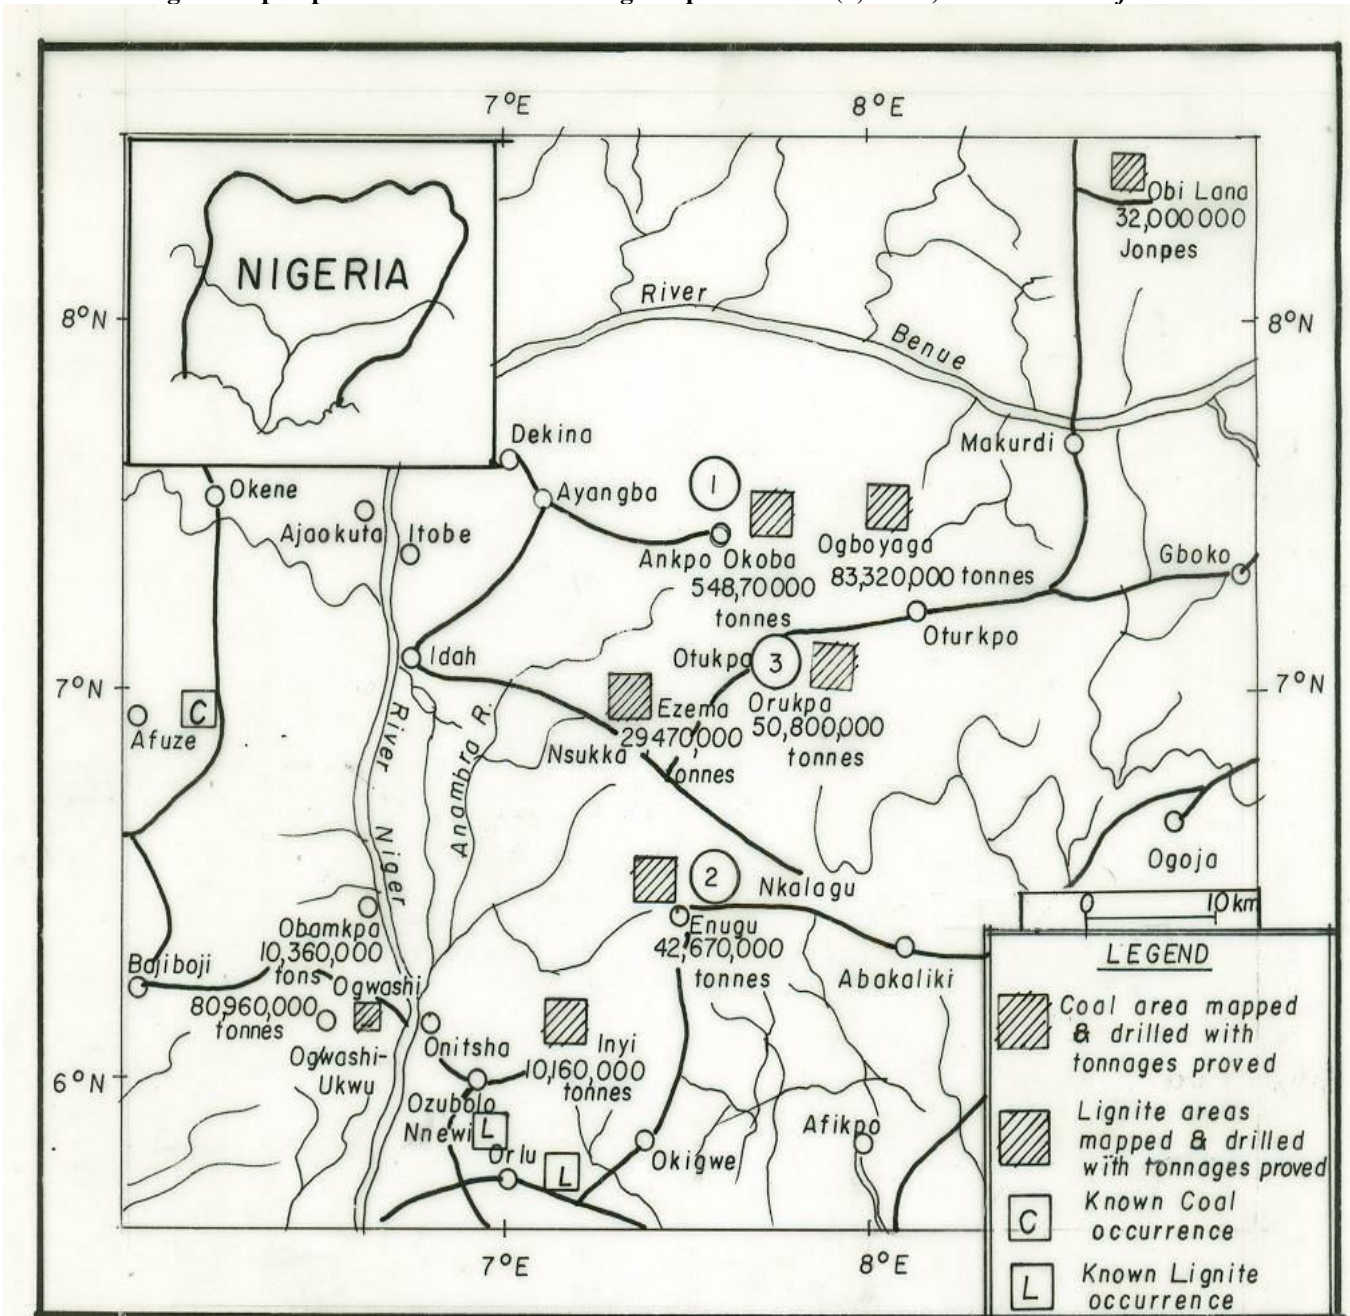 7°E
8°E
NIGERIA
Obi Lana
32,000000
Jonpes
8°N
8°N
River
Benue
Dekina
Makurdi
Okene
Ayangba
1
Ajaokuta
Itobe
Ankpo
Okoba
548,70000
tonnes
Ogboyaga
83,320,000 tonnes
Gboko
Oturkpo
Idah
Otukpa
3
7°N
7°N
C
Afuze
River Niger
Anambra R.
Ezema
29470,000
tonnes
Orukpa
50,800,000
tonnes
Nsukka
Ogoja
2
Nkalagu
0 10 km
Obamkpa
10,360,000
tons
Enugu
42,670,000
tonnes
Abakaliki
Bojiboji
Ogwashi
80,960,000
tonnes
Ogwashi-
Ukwu
Onitsha
Inyi
10,160,000
tonnes
6°N
Ozubolo
Nnewi
L
Orlu
L
Okigwe
Afikpo
LEGEND
Coal area mapped
& drilled with
tonnages proved
Lignite areas
mapped & drilled
with tonnages proved
C
Known Coal
occurrence
L
Known Lignite
occurrence
7°E
8°E